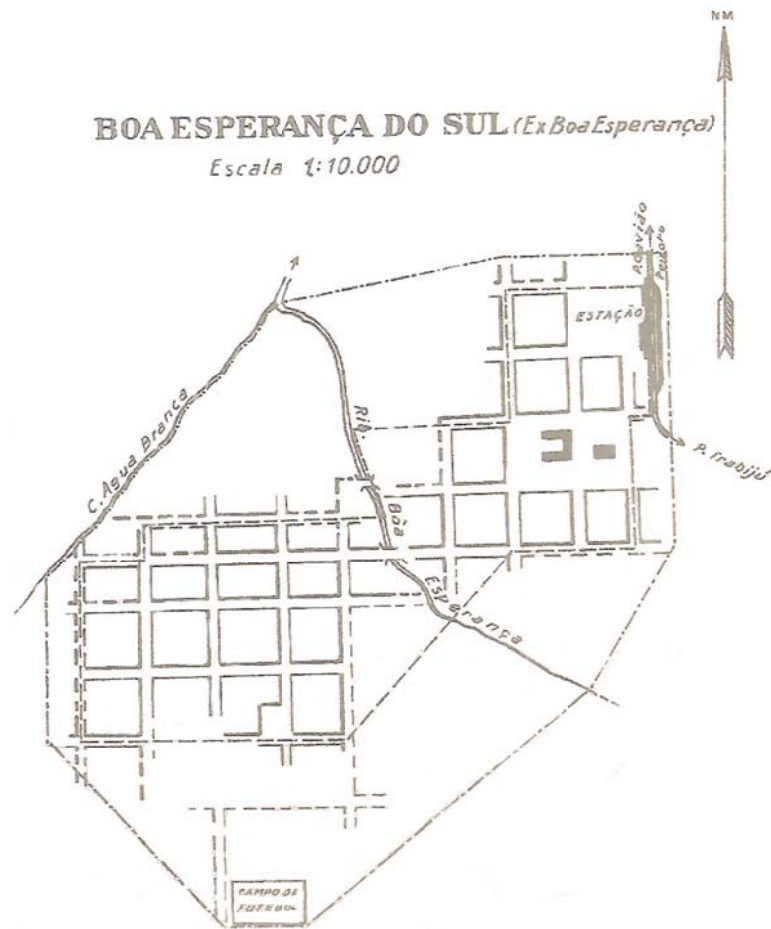 NM
BOA ESPERANÇA DO SUL (Ex Boa Esperança)
Escala 1:10.000
ESTAÇÃO
P. Trabijú
C. Agua Branca
Rib. Bôa Esperança
CAMPO DE
FUTEBOL